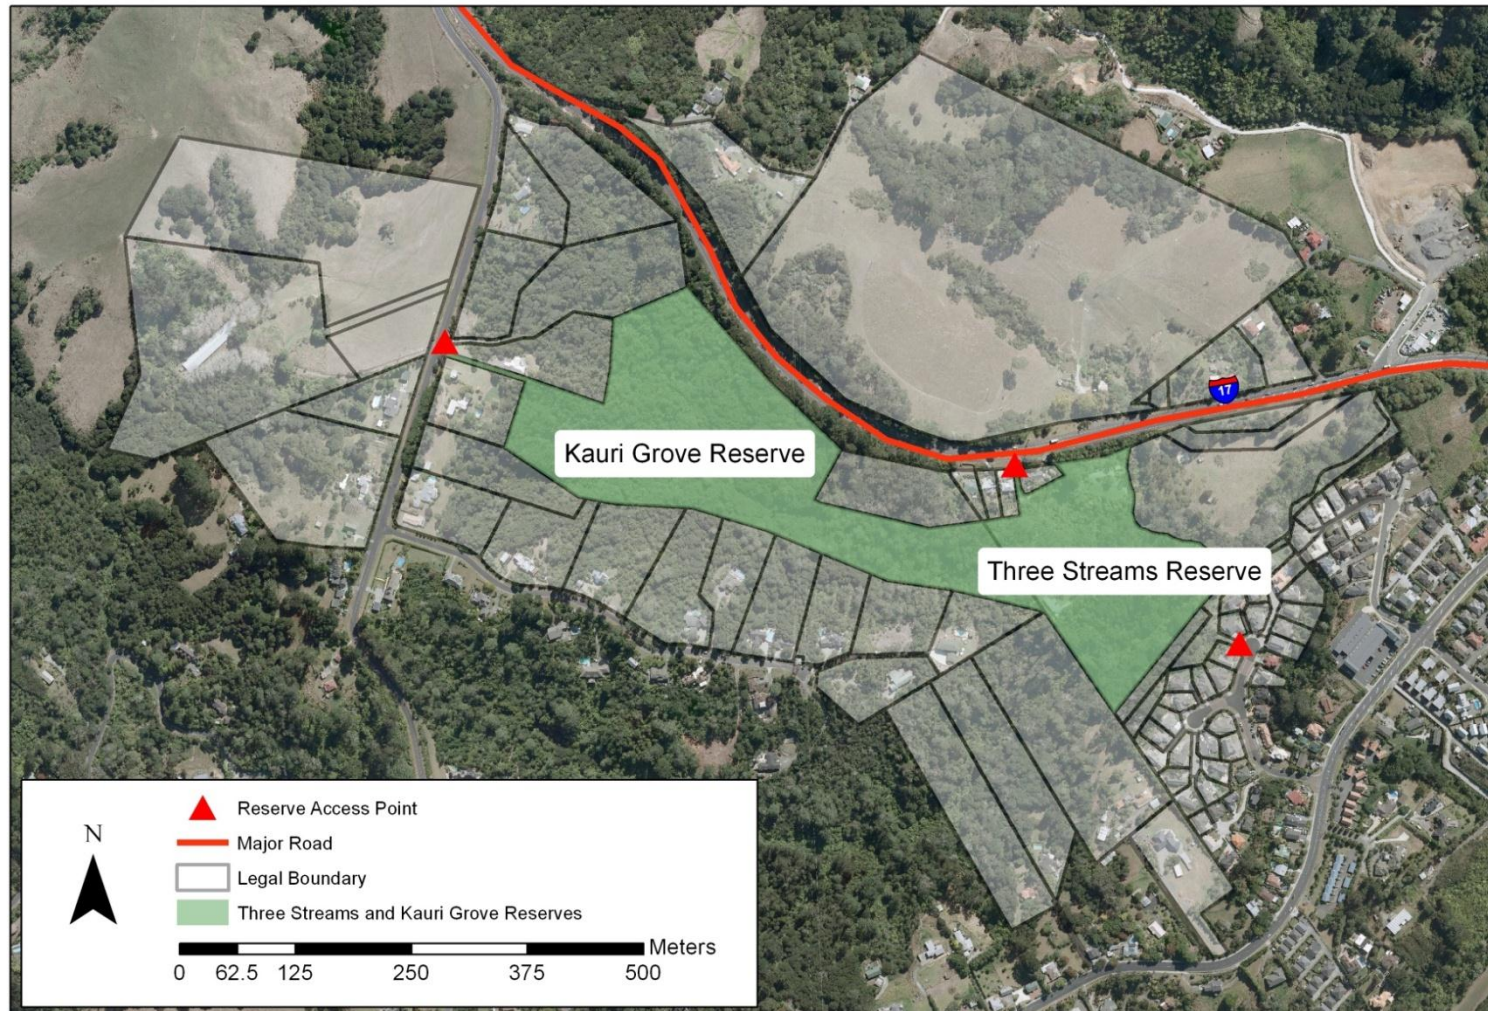 17
Kauri Grove Reserve
Three Streams Reserve
N
Reserve Access Point
Major Road
Legal Boundary
Three Streams and Kauri Grove Reserves
Meters
0 62.5 125 250 375 500